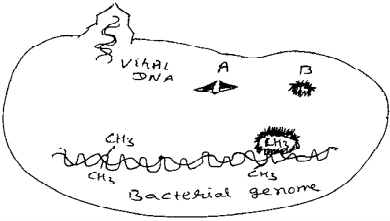 Viral
DNA
A
B
CH3
CH3
CH3
CH3
Bacterial genome